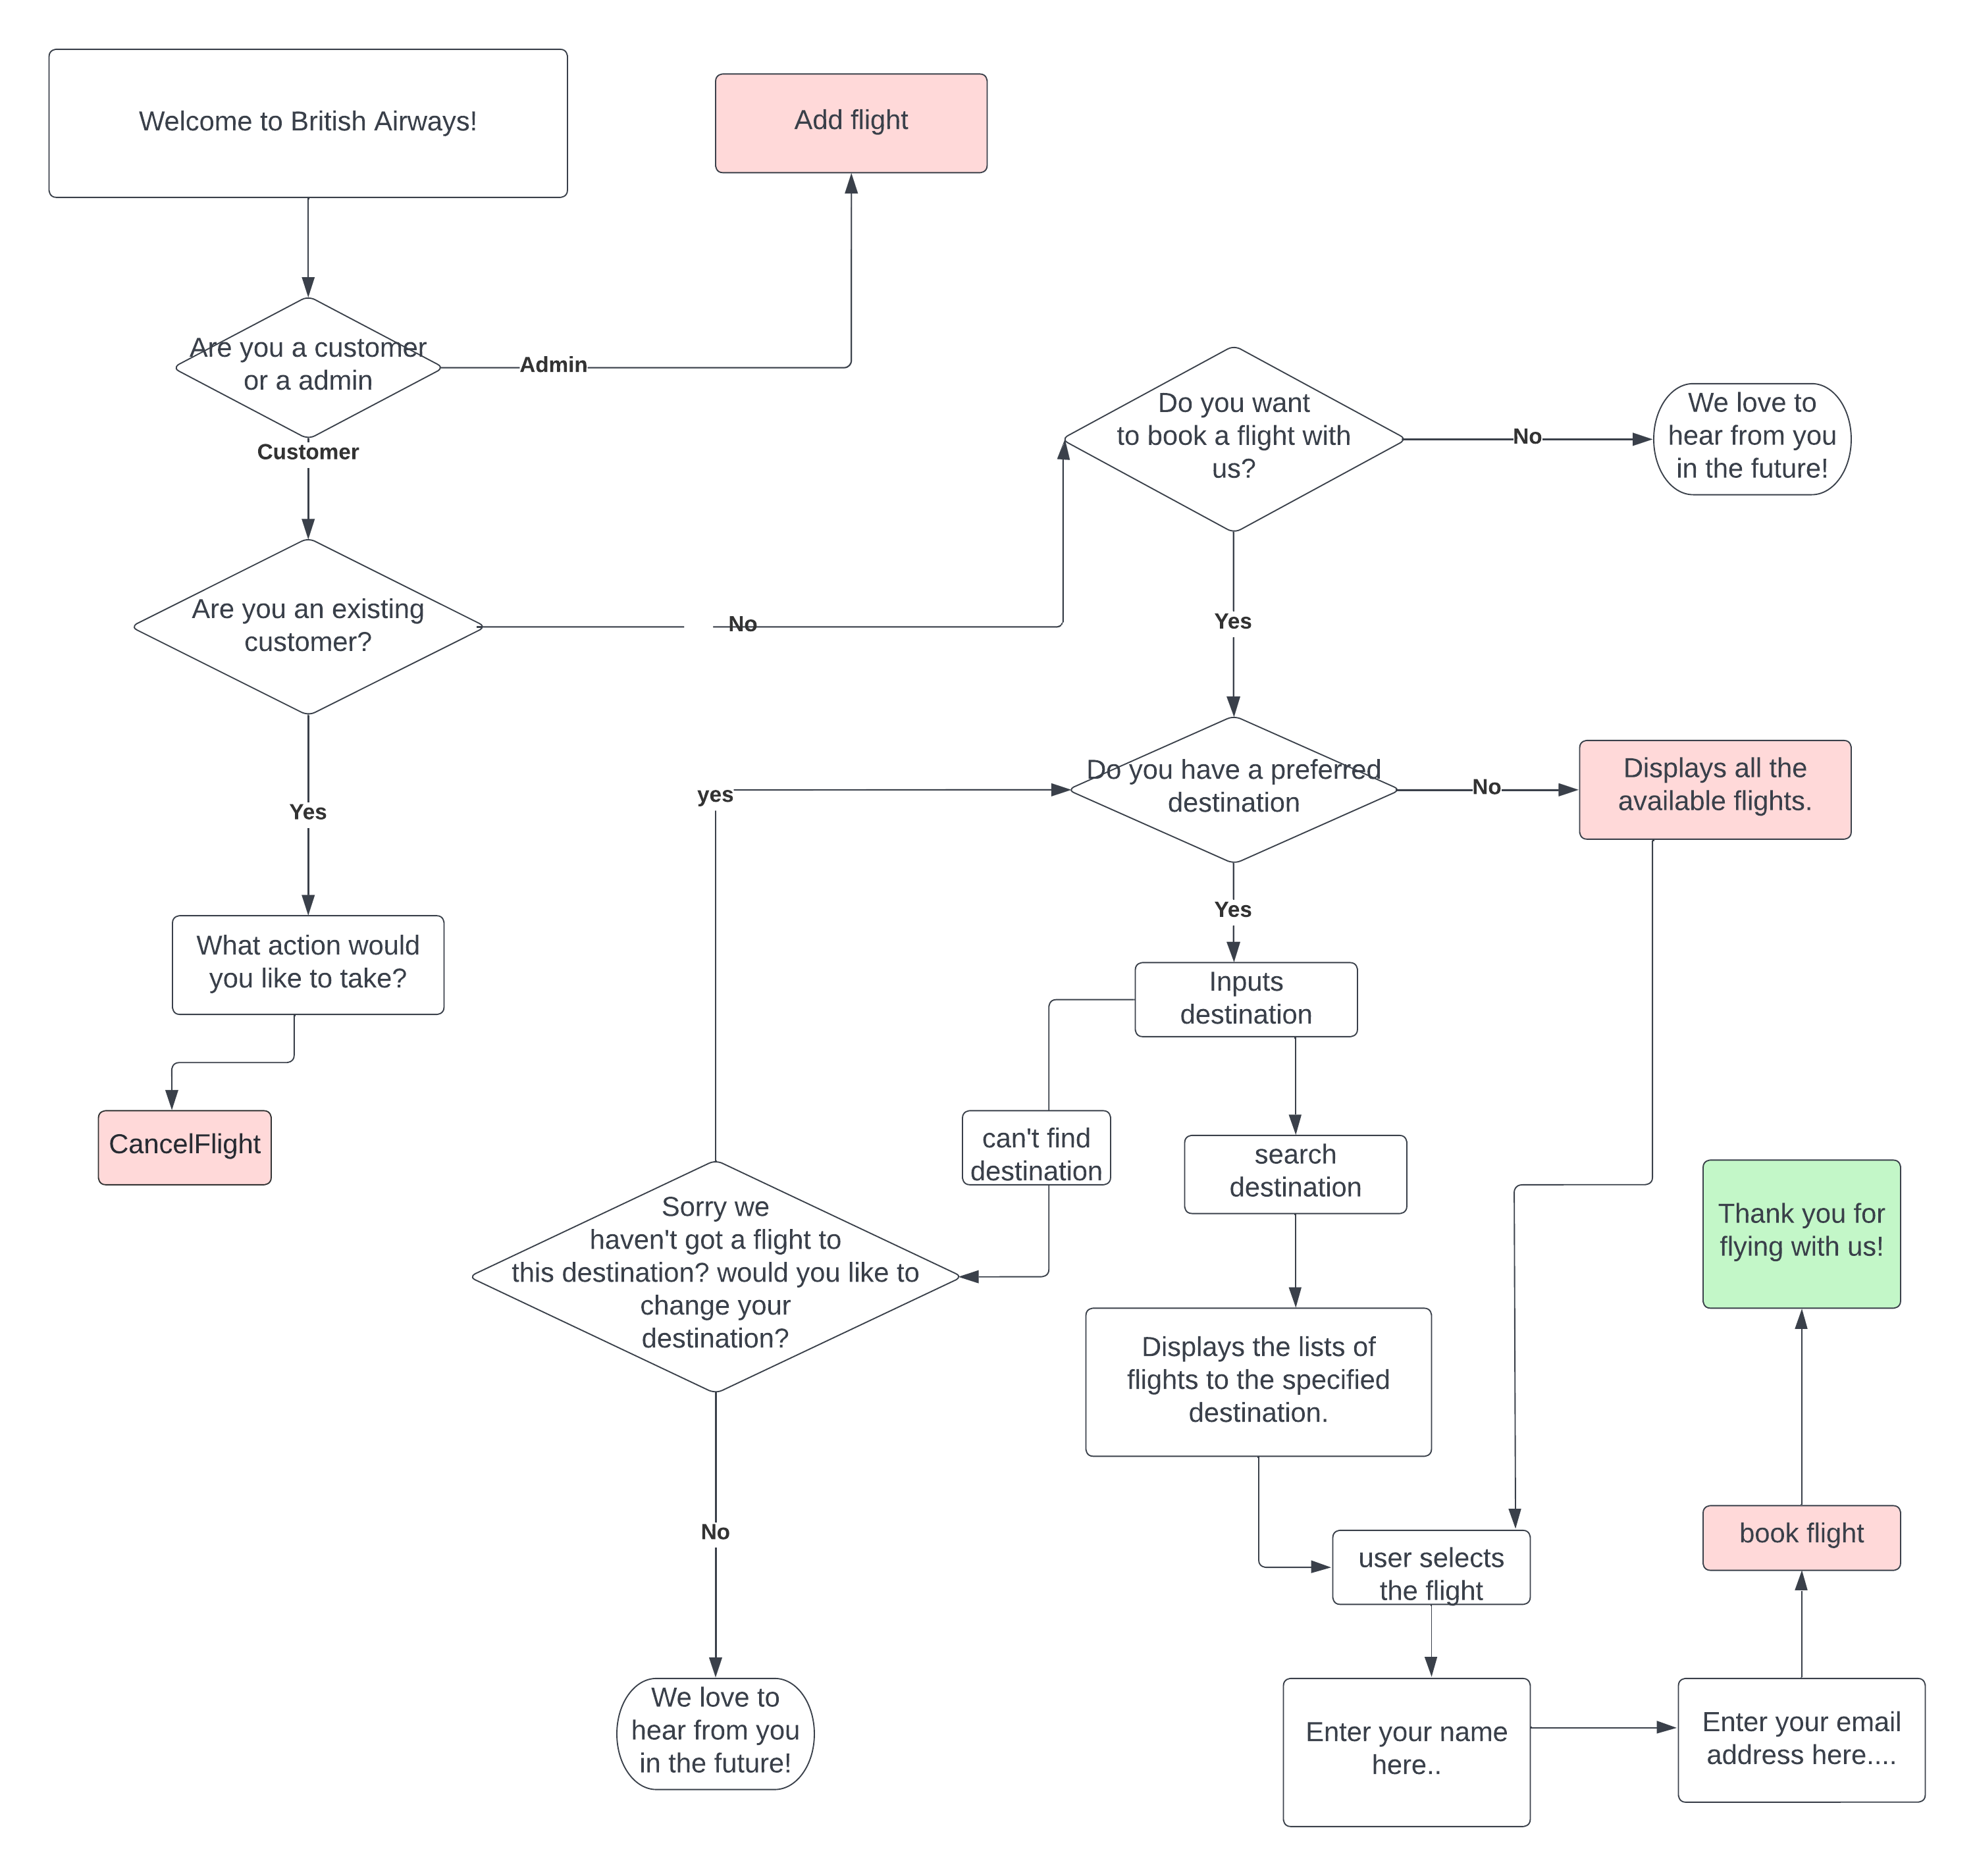 Welcome to British Airways!
Add flight
Are you a customer
or a admin
Admin
Customer
Do you want
to book a flight with
us?
No
We love to
hear from you
in the future!
Are you an existing
customer?
No
Yes
Yes
Do you have a preferred
destination
No
Displays all the
available flights.
yes
Yes
What action would
you like to take?
Inputs
destination
CancelFlight
can't find
destination
search
destination
Sorry we
haven't got a flight to
this destination? would you like to
change your
destination?
Thank you for
flying with us!
Displays the lists of
flights to the specified
destination.
No
user selects
the flight
book flight
We love to
hear from you
in the future!
Enter your name
here..
Enter your email
address here....